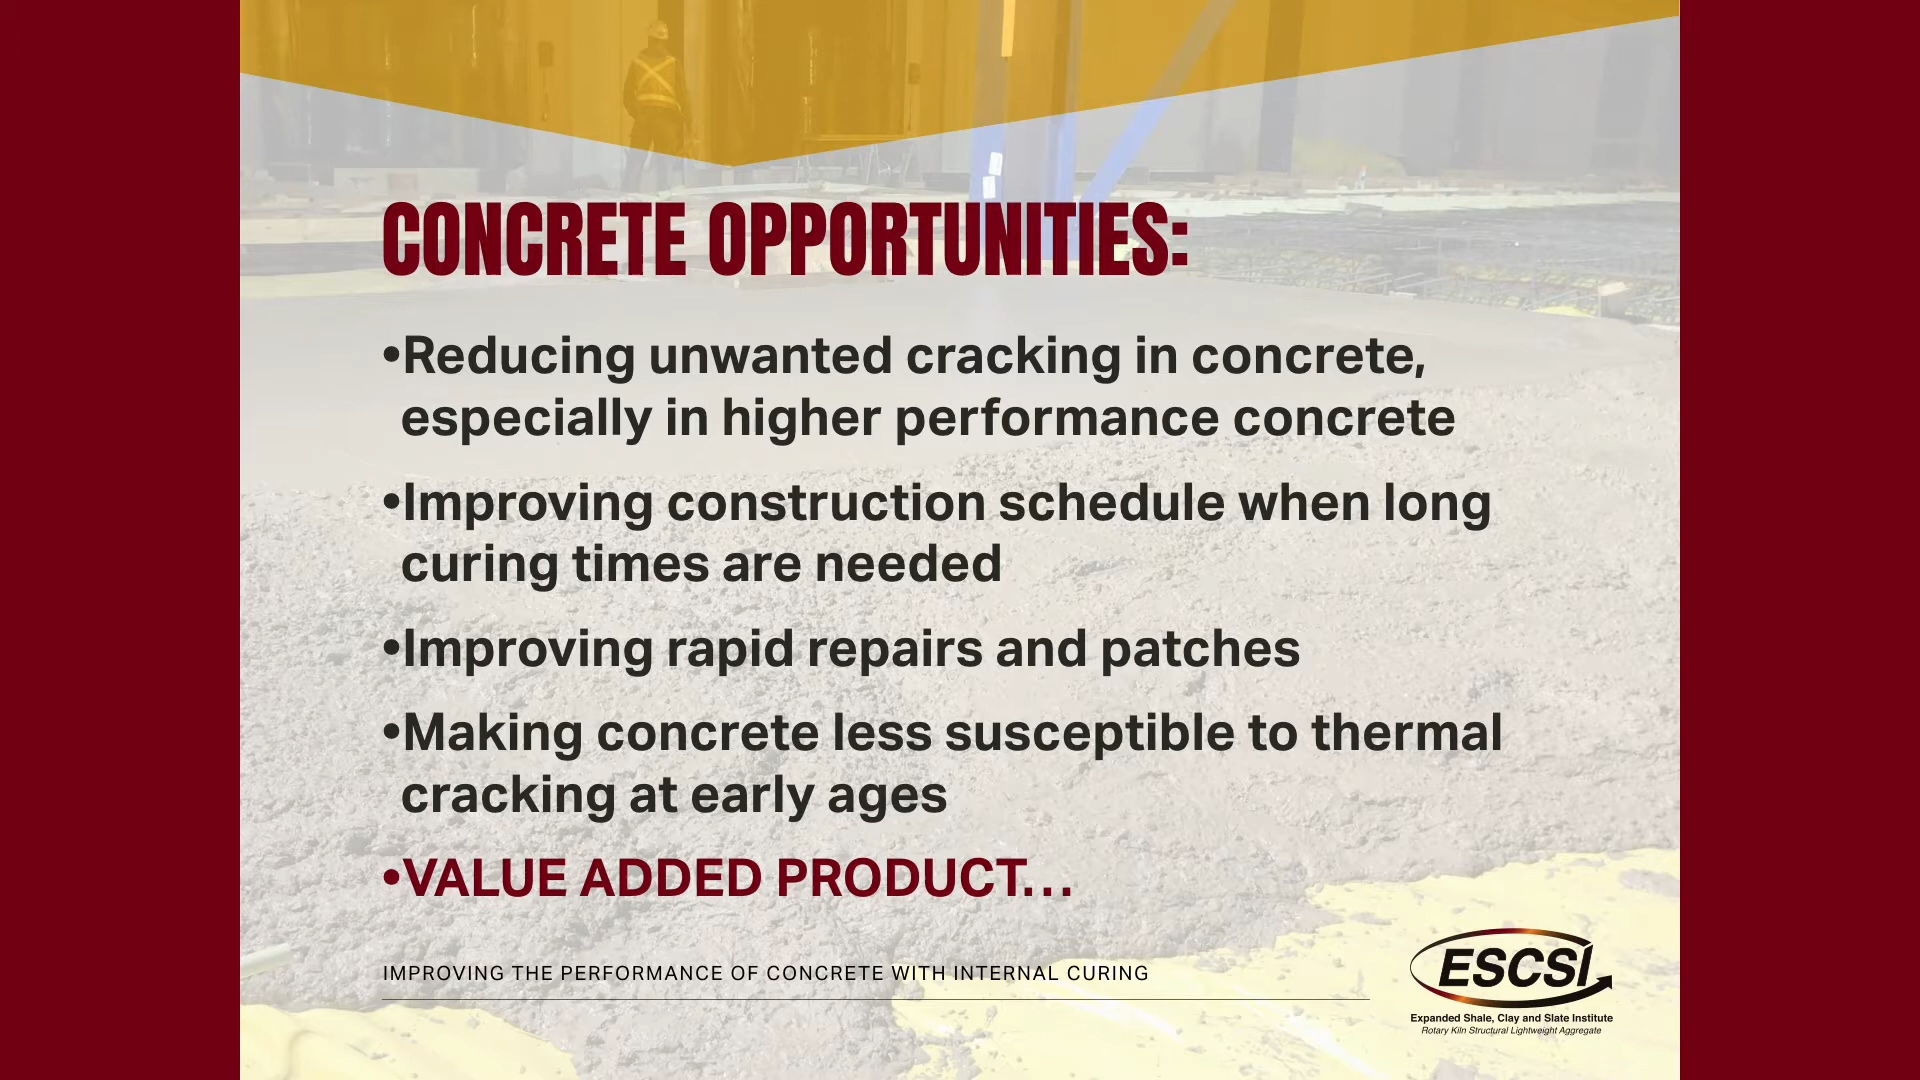 CONCRETE OPPORTUNITIES:
•Reducing unwanted cracking in concrete,
especially in higher performance concrete
•Improving construction schedule when long
curing times are needed
•Improving rapid repairs and patches
•Making concrete less susceptible to thermal
cracking at early ages
•VALUE ADDED PRODUCT…
IMPROVING THE PERFORMANCE OF CONCRETE WITH INTERNAL CURING
ESCSI
Expanded Shale, Clay and Slate Institute
Rotary Kiln Structural Lightweight Aggregate